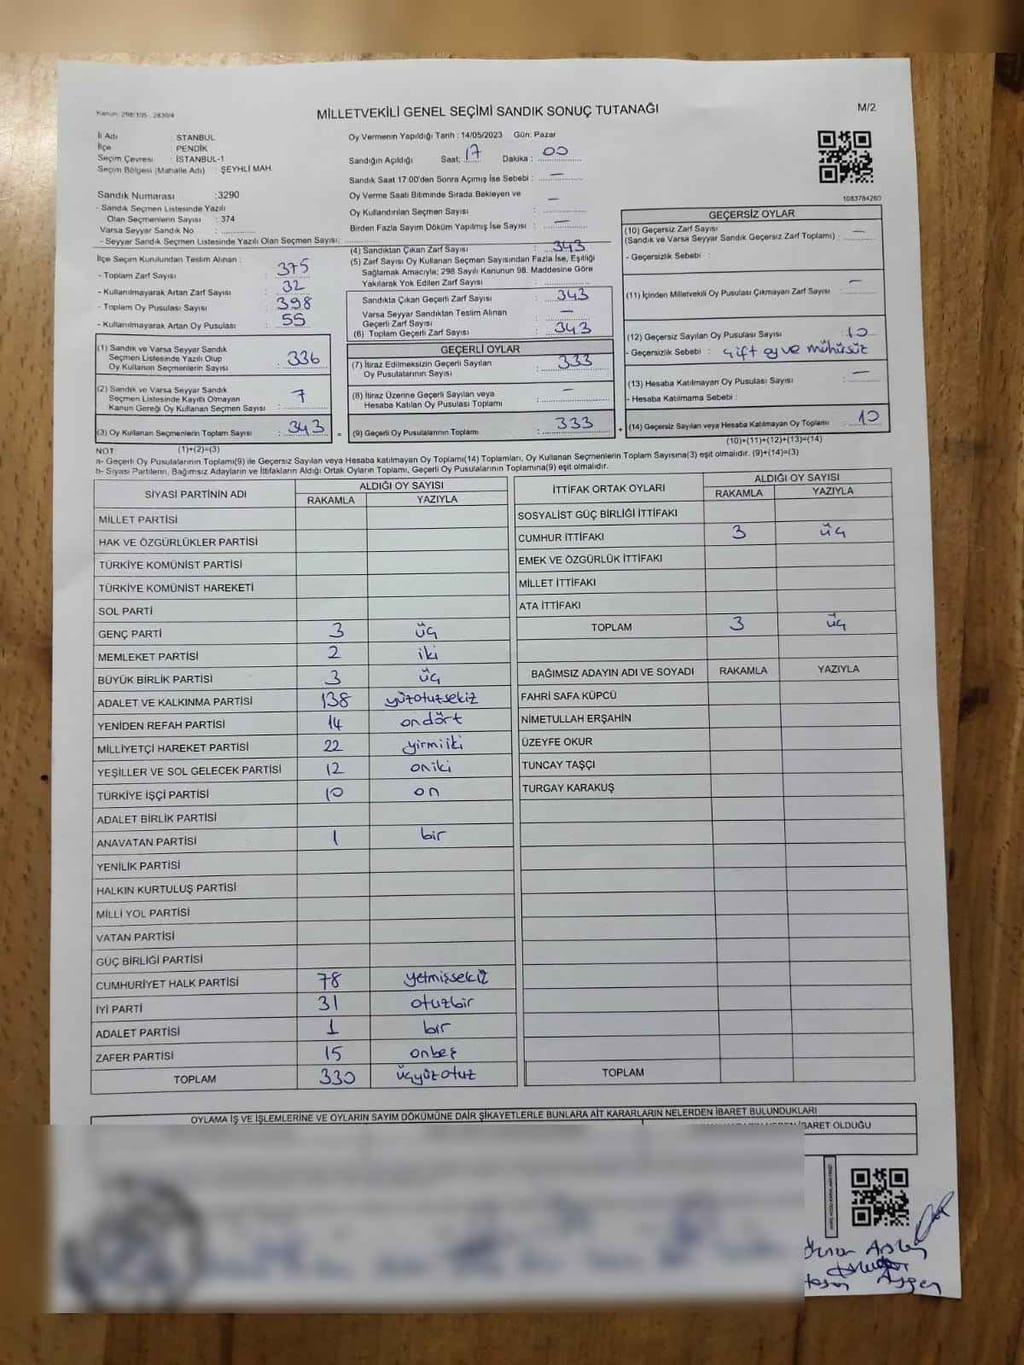 Kanun: 298/105 - 2839/4
MİLLETVEKİLİ GENEL SEÇİMİ SANDIK SONUÇ TUTANAĞI
M/2
İl Adı : İSTANBUL
İlçe : PENDİK
Seçim Çevresi : İSTANBUL-1
Seçim Bölgesi (Mahalle Adı) : ŞEYHLİ MAH.
Sandık Numarası :3290
- Sandık Seçmen Listesinde Yazılı
Olan Seçmenlerin Sayısı : 374
Varsa Seyyar Sandık No :
- Seyyar Sandık Seçmen Listesinde Yazılı Olan Seçmen Sayısı:
İlçe Seçim Kurulundan Teslim Alınan :
- Toplam Zarf Sayısı : 375
- Kullanılmayarak Artan Zarf Sayısı : 32
- Toplam Oy Pusulası Sayısı : 398
- Kullanılmayarak Artan Oy Pusulası : 55
(1) Sandık ve Varsa Seyyar Sandık
Seçmen Listesinde Yazılı Olup
Oy Kullanan Seçmenlerin Sayısı : 336
(2) Sandık ve Varsa Seyyar Sandık
Seçmen Listesinde Kayıtlı Olmayan
Kanun Gereği Oy Kullanan Seçmen Sayısı : 7
(3) Oy Kullanan Seçmenlerin Toplam Sayısı : 343
Oy Vermenin Yapıldığı Tarih : 14/05/2023 Gün: Pazar
Sandığın Açıldığı Saat: 17 Dakika : 00
Sandık Saat 17:00'den Sonra Açılmış İse Sebebi : —
Oy Verme Saati Bitiminde Sırada Bekleyen ve
Oy Kullandırılan Seçmen Sayısı : —
Birden Fazla Sayım Döküm Yapılmış İse Sayısı : —
(4) Sandıktan Çıkan Zarf Sayısı : 343
(5) Zarf Sayısı Oy Kullanan Seçmen Sayısından Fazla İse, Eşitliği
Sağlamak Amacıyla; 298 Sayılı Kanunun 98. Maddesine Göre
Yakılarak Yok Edilen Zarf Sayısı :
Sandıkta Çıkan Geçerli Zarf Sayısı : 343
Varsa Seyyar Sandıktan Teslim Alınan
Geçerli Zarf Sayısı : —
(6) Toplam Geçerli Zarf Sayısı : 343
GEÇERLİ OYLAR
(7) İtiraz Edilmeksizin Geçerli Sayılan
Oy Pusulalarının Sayısı : 333
(8) İtiraz Üzerine Geçerli Sayılan veya
Hesaba Katılan Oy Pusulası Toplamı : —
= (9) Geçerli Oy Pusulalarının Toplamı : 333
1083784260
GEÇERSİZ OYLAR
(10) Geçersiz Zarf Sayısı : —
(Sandık ve Varsa Seyyar Sandık Geçersiz Zarf Toplamı)
- Geçersizlik Sebebi :
(11) İçinden Milletvekili Oy Pusulası Çıkmayan Zarf Sayısı : —
(12) Geçersiz Sayılan Oy Pusulası Sayısı : 10
- Geçersizlik Sebebi : çift oy ve mühüsüz
(13) Hesaba Katılmayan Oy Pusulası Sayısı : —
- Hesaba Katılmama Sebebi :
+ (14) Geçersiz Sayılan veya Hesaba Katılmayan Oy Toplamı : 10
NOT: (1)+(2)=(3)
(10)+(11)+(12)+(13)=(14)
a- Geçerli Oy Pusulalarının Toplamı(9) ile Geçersiz Sayılan veya Hesaba katılmayan Oy Toplamı(14) Toplamları, Oy Kullanan Seçmenlerin Toplam Sayısına(3) eşit olmalıdır. (9)+(14)=(3)
b- Siyasi Partilerin, Bağımsız Adayların ve İttifakların Aldığı Ortak Oyların Toplamı, Geçerli Oy Pusulalarının Toplamına(9) eşit olmalıdır.
SİYASİ PARTİNİN ADI ALDIĞI OY SAYISI
RAKAMLA YAZIYLA
MİLLET PARTİSİ
HAK VE ÖZGÜRLÜKLER PARTİSİ
TÜRKİYE KOMÜNİST PARTİSİ
TÜRKİYE KOMÜNİST HAREKETİ
SOL PARTİ
GENÇ PARTİ 3 üç
MEMLEKET PARTİSİ 2 iki
BÜYÜK BİRLİK PARTİSİ 3 üç
ADALET VE KALKINMA PARTİSİ 138 yüzotuzsekiz
YENİDEN REFAH PARTİSİ 14 ondört
MİLLİYETÇİ HAREKET PARTİSİ 22 yirmiiki
YEŞİLLER VE SOL GELECEK PARTİSİ 12 oniki
TÜRKİYE İŞÇİ PARTİSİ 10 on
ADALET BİRLİK PARTİSİ
ANAVATAN PARTİSİ 1 bir
YENİLİK PARTİSİ
HALKIN KURTULUŞ PARTİSİ
MİLLİ YOL PARTİSİ
VATAN PARTİSİ
GÜÇ BİRLİĞİ PARTİSİ
CUMHURİYET HALK PARTİSİ 78 yetmişsekiz
İYİ PARTİ 31 otuzbir
ADALET PARTİSİ 1 bir
ZAFER PARTİSİ 15 onbeş
TOPLAM 330 üçyüzotuz
İTTİFAK ORTAK OYLARI ALDIĞI OY SAYISI
RAKAMLA YAZIYLA
SOSYALİST GÜÇ BİRLİĞİ İTTİFAKI
CUMHUR İTTİFAKI 3 üç
EMEK VE ÖZGÜRLÜK İTTİFAKI
MİLLET İTTİFAKI
ATA İTTİFAKI
TOPLAM 3 üç
BAĞIMSIZ ADAYIN ADI VE SOYADI RAKAMLA YAZIYLA
FAHRİ SAFA KÜPCÜ
NİMETULLAH ERŞAHİN
ÜZEYFE OKUR
TUNCAY TAŞÇI
TURGAY KARAKUŞ
TOPLAM
OYLAMA İŞ VE İŞLEMLERİNE VE OYLARIN SAYIM DÖKÜMÜNE DAİR ŞİKAYETLERLE BUNLARA AİT KARARLARIN NELERDEN İBARET BULUNDUKLARI
İBARET OLDUĞU